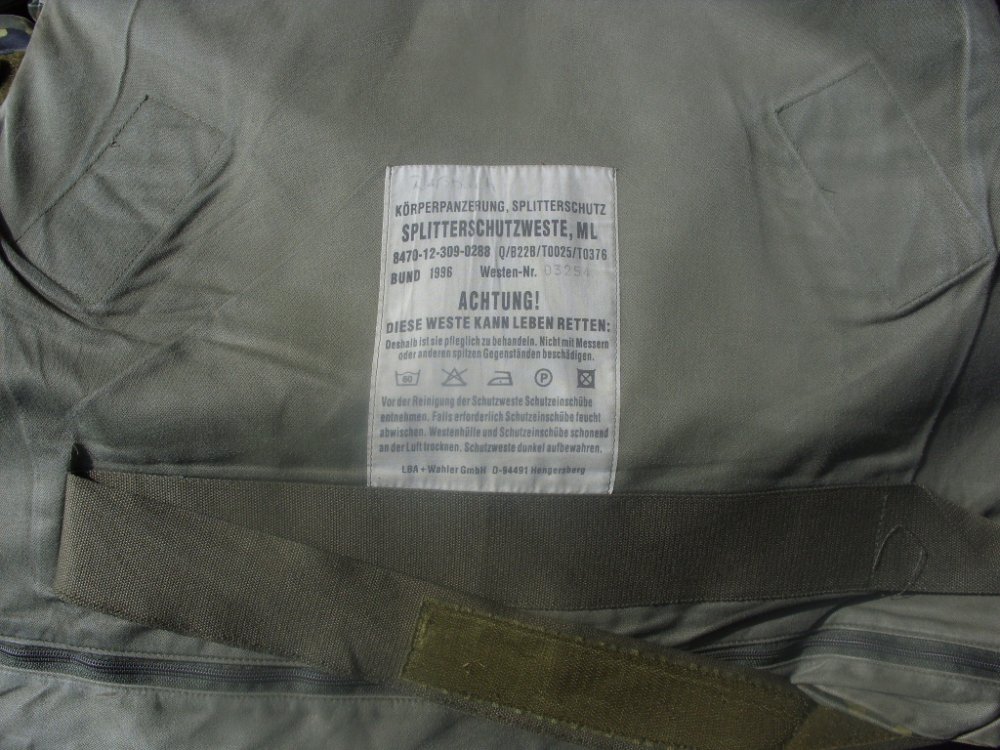 KÖRPERPANZERUNG, SPLITTERSCHUTZ
SPLITTERSCHUTZWESTE, ML
8470-12-309-0288 Q/B22B/T0025/T0376
BUND 1996 Westen-Nr. 03254
ACHTUNG!
DIESE WESTE KANN LEBEN RETTEN:
Deshalb ist sie pfleglich zu behandeln. Nicht mit Messern
oder anderen spitzen Gegenständen beschädigen.
60 P
Vor der Reinigung der Schutzweste Schutzeinschübe
entnehmen. Falls erforderlich Schutzeinschübe feucht
abwischen. Westenhülle und Schutzeinschübe schonend
an der Luft trocknen. Schutzweste dunkel aufbewahren.
LBA + Wahler GmbH D-94491 Hengersberg